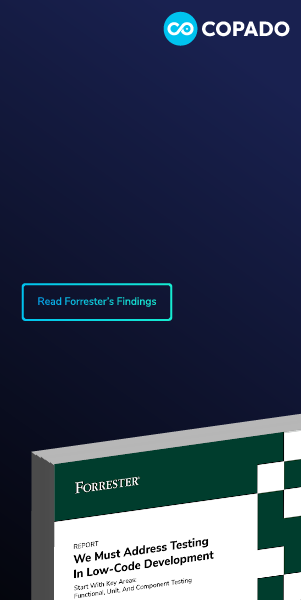 COPADO
Read Forrester's Findings
FORRESTER®
REPORT
We Must Address Testing
In Low-Code Development
Start With Key Areas:
Functional, Unit, And Component Testing